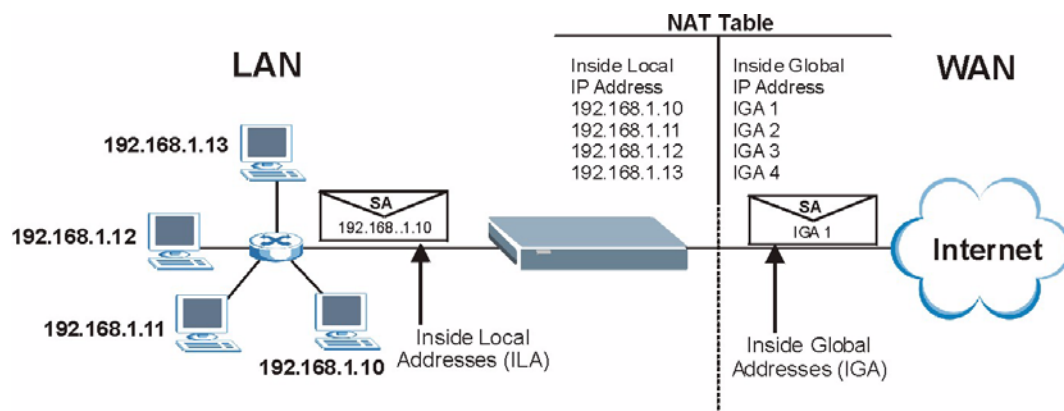 NAT Table
LAN
WAN
Inside Local
IP Address
192.168.1.10
192.168.1.11
192.168.1.12
192.168.1.13
Inside Global
IP Address
IGA 1
IGA 2
IGA 3
IGA 4
192.168.1.13
192.168.1.12
192.168.1.11
192.168.1.10
SA
192.168..1.10
SA
IGA 1
Internet
Inside Local
Addresses (ILA)
Inside Global
Addresses (IGA)